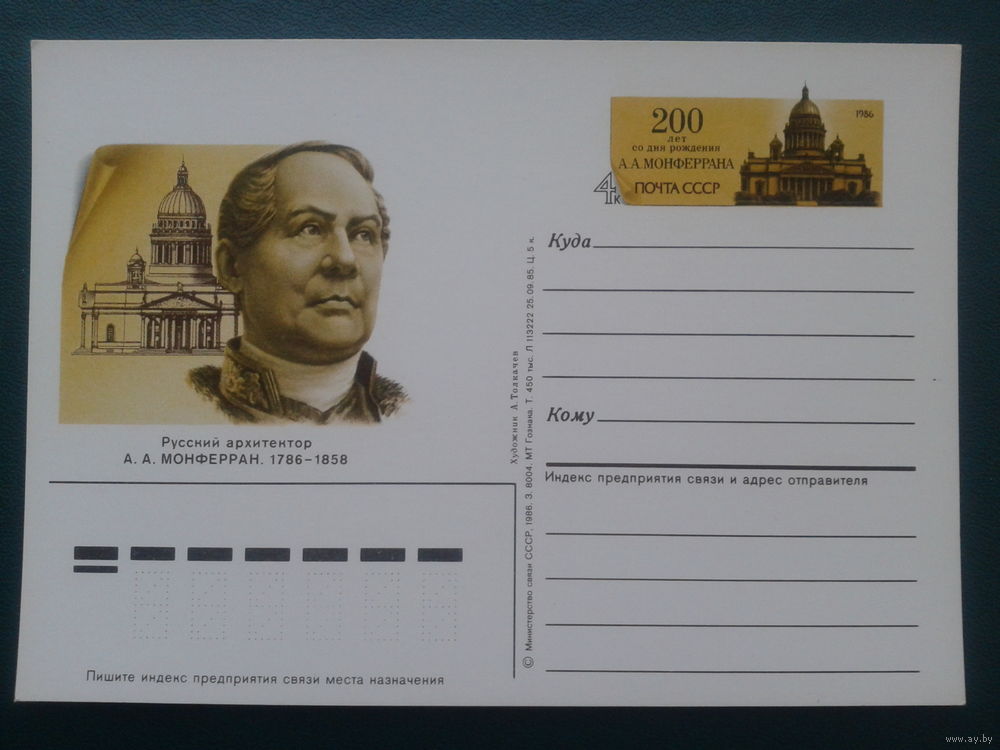 200
лет
со дня рождения
А.А.МОНФЕРРАНА
ПОЧТА СССР
1986
4к
Русский архитектор
А. А. МОНФЕРРАН. 1786–1858
Куда
Кому
Индекс предприятия связи и адрес отправителя
Пишите индекс предприятия связи места назначения
Художник А. Толкачев
© Министерство связи СССР, 1986. З. 8004. МТ Гознака. Т. 450 тыс. Л 113222 25.09.85. Ц. 5 к.
www.ay.by